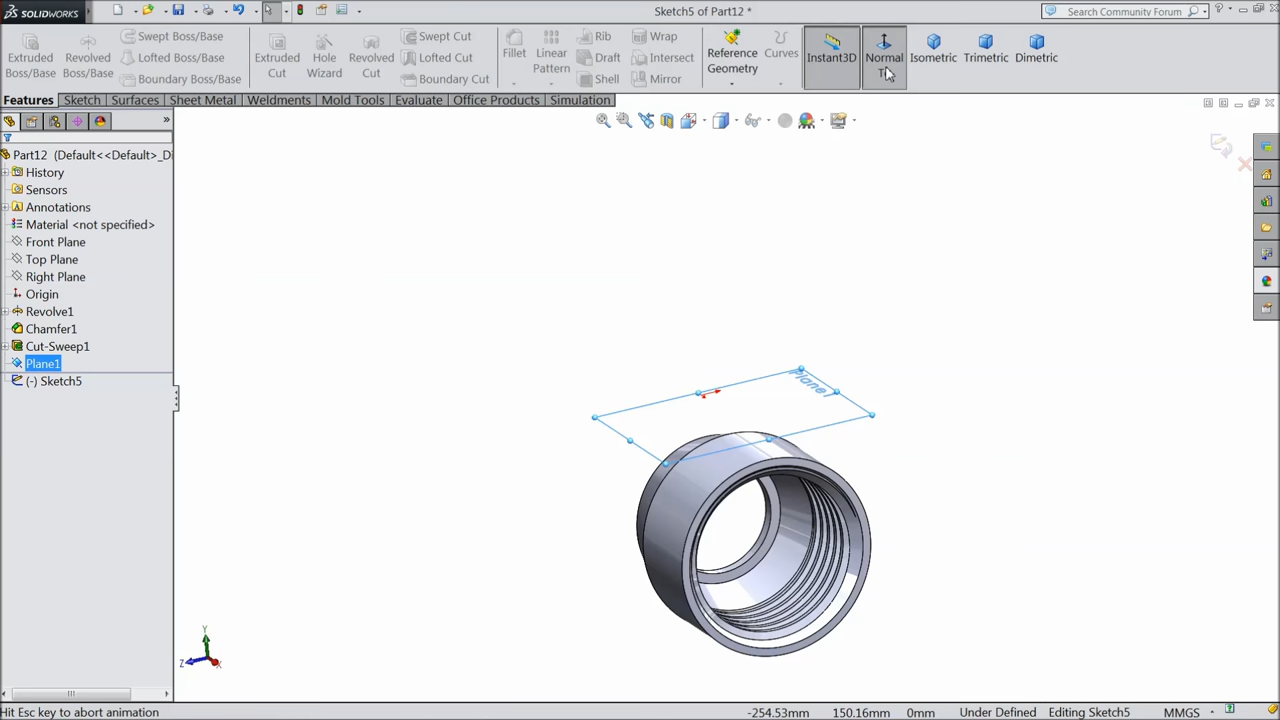 SOLIDWORKS
Sketch5 of Part12 *
Search Community Forum
Extruded Boss/Base
Revolved Boss/Base
Swept Boss/Base
Lofted Boss/Base
Boundary Boss/Base
Extruded Cut
Hole Wizard
Revolved Cut
Swept Cut
Lofted Cut
Boundary Cut
Fillet
Linear Pattern
Rib
Draft
Shell
Wrap
Intersect
Mirror
Reference Geometry
Curves
Instant3D
Normal
Isometric
Trimetric
Dimetric
Features Sketch Surfaces Sheet Metal Weldments Mold Tools Evaluate Office Products Simulation
Part12 (Default<<Default>_Di
History
Sensors
Annotations
Material <not specified>
Front Plane
Top Plane
Right Plane
Origin
Revolve1
Chamfer1
Cut-Sweep1
Plane1
(-) Sketch5
Plane1
Y
Z
X
Hit Esc key to abort animation
-254.53mm 150.16mm 0mm Under Defined Editing Sketch5 MMGS